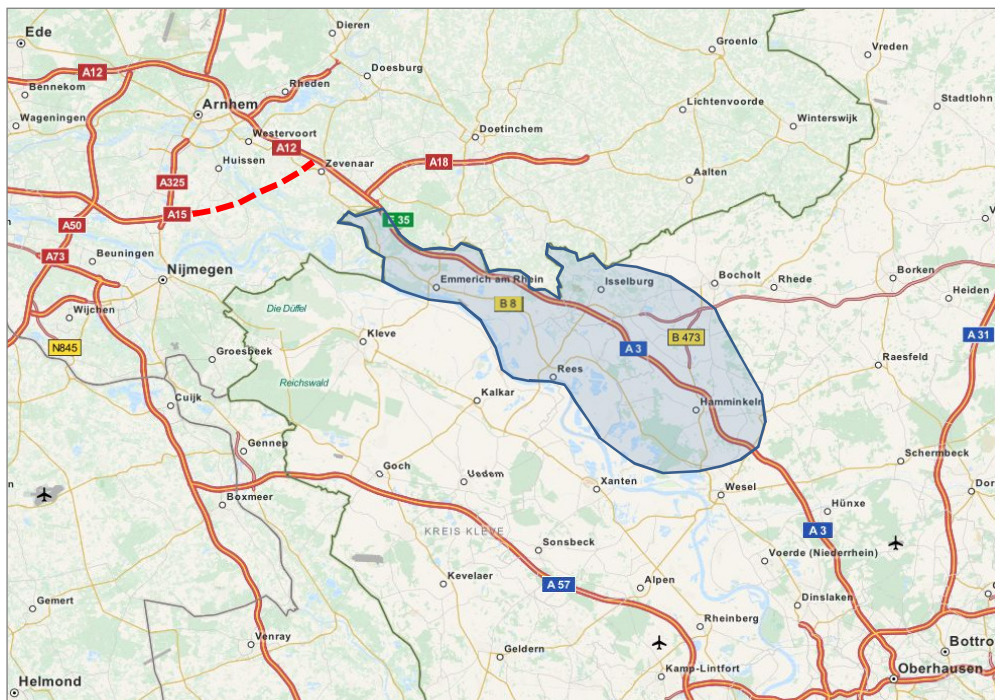 Dieren
Ede
Groenlo
Vreden
A12
Doesburg
Rheden
Bennekom
Stadtlohn
Arnhem
Lichtenvoorde
Wageningen
Winterswijk
Westervoort
Doetinchem
A12
Huissen
Zevenaar
A18
A325
Aalten
A15
E 35
A50
A73
Beuningen
Nijmegen
Bocholt
Rhede
Borken
Emmerich am Rhein
Isselburg
Heiden
B 8
Die Düffel
Wijchen
A 31
Kleve
B 473
N845
A 3
Groesbeek
Raesfeld
Rees
Reichswald
Kalkar
Cuijk
Hamminkeln
Gennep
Schermbeck
Goch
Uedem
Xanten
Wesel
Dor
Boxmeer
Hünxe
KREIS KLEVE
A 3
Sonsbeck
Voerde (Niederrhein)
Kevelaer
A 57
Alpen
Gemert
Dinslaken
Rheinberg
Venray
Bottro
Geldern
Kamp-Lintfort
Oberhausen
Helmond